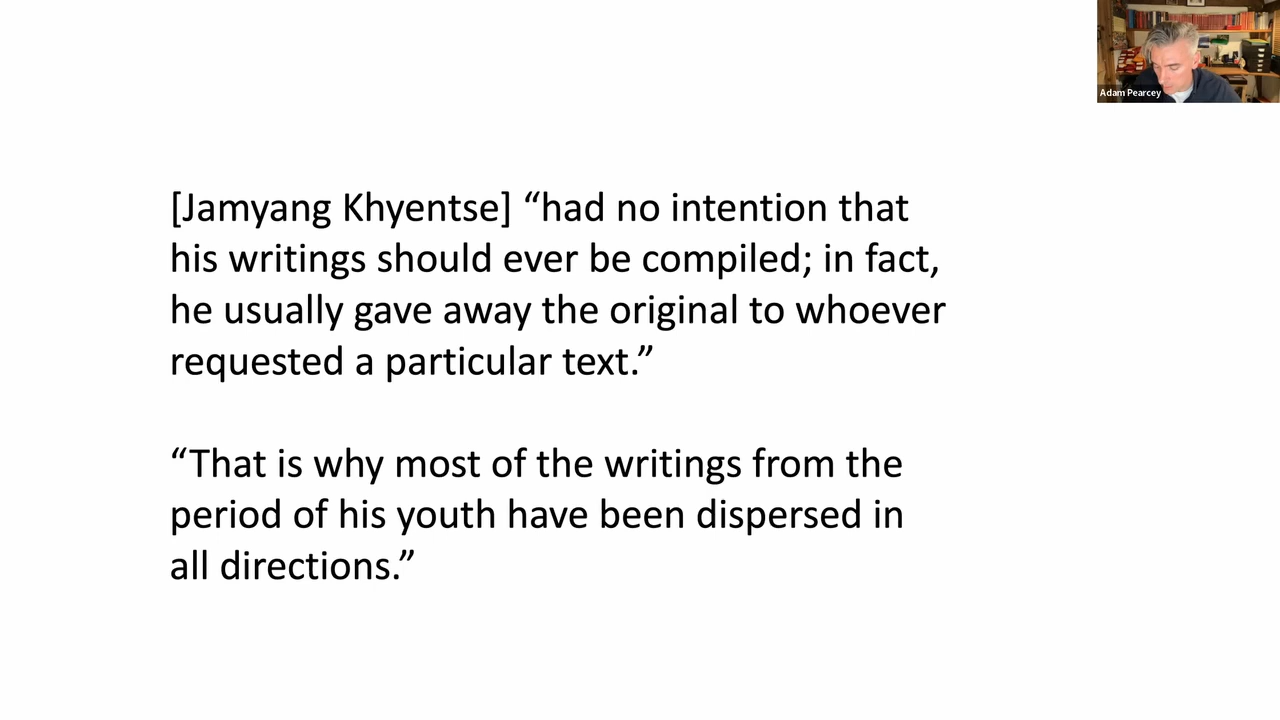 Adam Pearcey
[Jamyang Khyentse] “had no intention that
his writings should ever be compiled; in fact,
he usually gave away the original to whoever
requested a particular text.”
“That is why most of the writings from the
period of his youth have been dispersed in
all directions.”